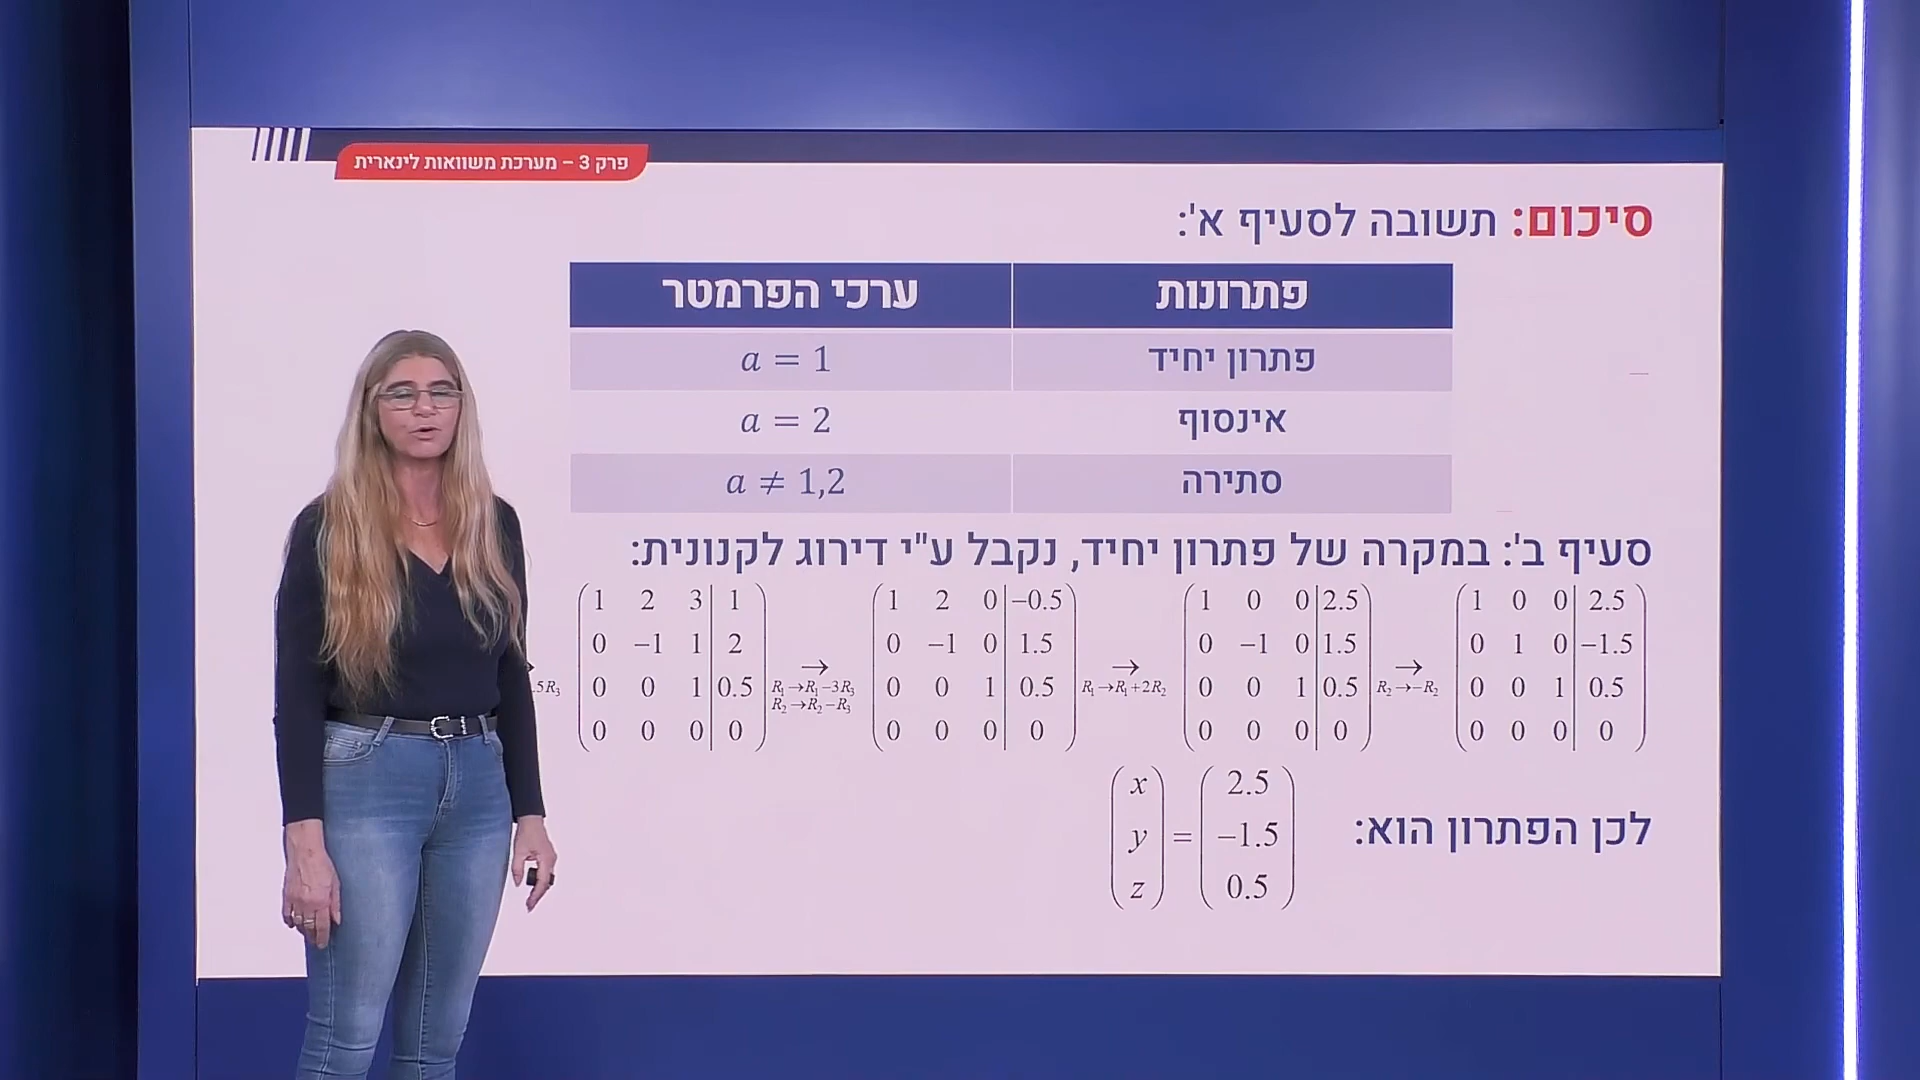 פרק 3 – מערכת משוואות לינארית
סיכום: תשובה לסעיף א':
פתרונות ערכי הפרמטר
פתרון יחיד a = 1
אינסוף a = 2
סתירה a ≠ 1,2
סעיף ב': במקרה של פתרון יחיד, נקבל ע"י דירוג לקנונית:
.5R₃ → (1 2 3 | 1) (1 2 0 | −0.5) (1 0 0 | 2.5) (1 0 0 | 2.5)
(0 −1 1 | 2) → (0 −1 0 | 1.5) → (0 −1 0 | 1.5) → (0 1 0 | −1.5)
(0 0 1 | 0.5) R₁→R₁−3R₃ (0 0 1 | 0.5) R₁→R₁+2R₂ (0 0 1 | 0.5) R₂→−R₂ (0 0 1 | 0.5)
R₂→R₂−R₃
(0 0 0 | 0) (0 0 0 | 0) (0 0 0 | 0) (0 0 0 | 0)
לכן הפתרון הוא:
(x) (2.5)
(y) = (−1.5)
(z) (0.5)